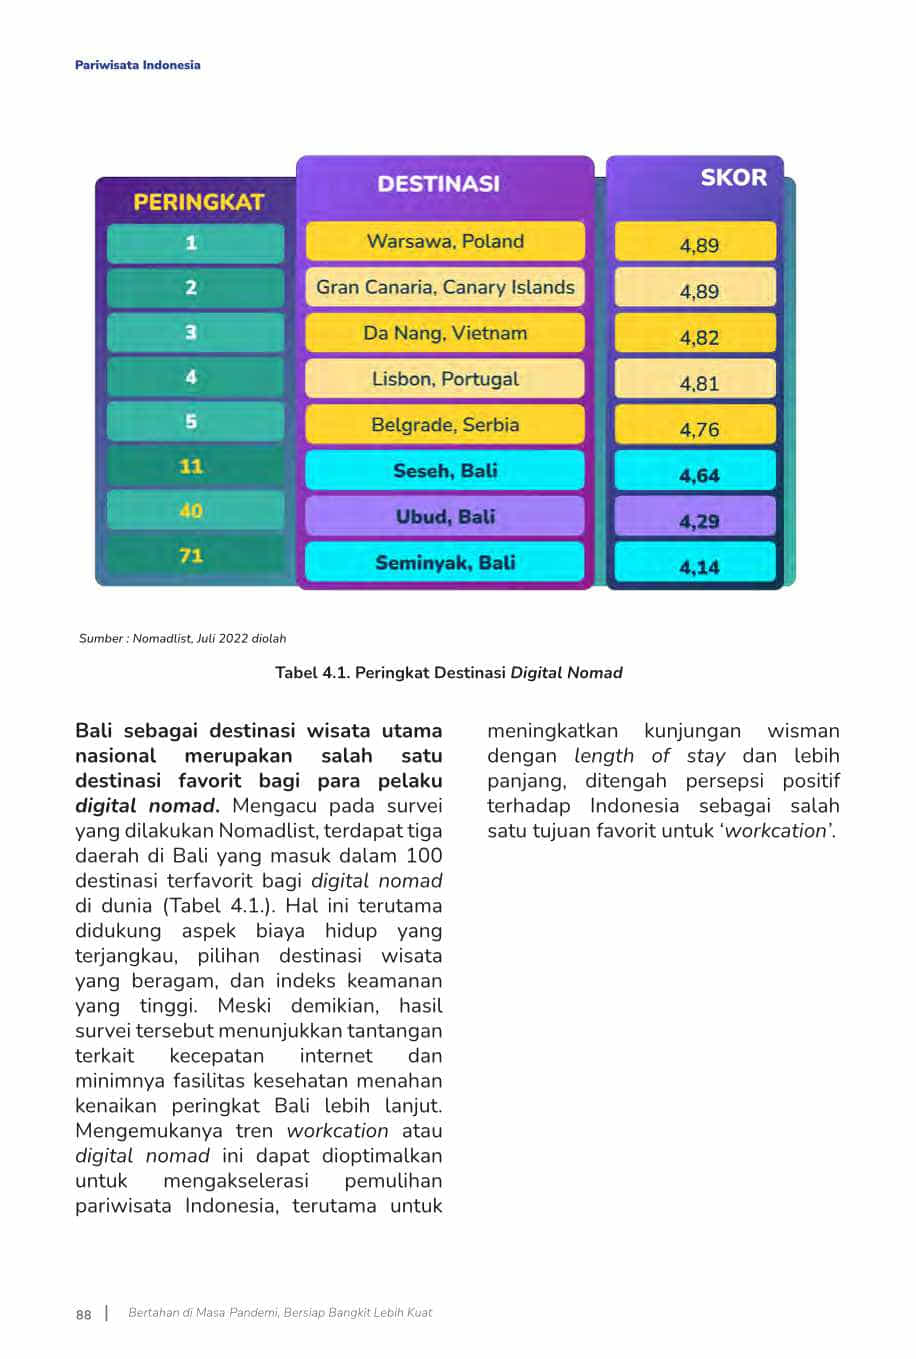 Pariwisata Indonesia
PERINGKAT DESTINASI SKOR
1 Warsawa, Poland 4,89
2 Gran Canaria, Canary Islands 4,89
3 Da Nang, Vietnam 4,82
4 Lisbon, Portugal 4,81
5 Belgrade, Serbia 4,76
11 Seseh, Bali 4,64
40 Ubud, Bali 4,29
71 Seminyak, Bali 4,14
Sumber : Nomadlist, Juli 2022 diolah
Tabel 4.1. Peringkat Destinasi Digital Nomad
Bali sebagai destinasi wisata utama
nasional merupakan salah satu
destinasi favorit bagi para pelaku
digital nomad. Mengacu pada survei
yang dilakukan Nomadlist, terdapat tiga
daerah di Bali yang masuk dalam 100
destinasi terfavorit bagi digital nomad
di dunia (Tabel 4.1.). Hal ini terutama
didukung aspek biaya hidup yang
terjangkau, pilihan destinasi wisata
yang beragam, dan indeks keamanan
yang tinggi. Meski demikian, hasil
survei tersebut menunjukkan tantangan
terkait kecepatan internet dan
minimnya fasilitas kesehatan menahan
kenaikan peringkat Bali lebih lanjut.
Mengemukanya tren workcation atau
digital nomad ini dapat dioptimalkan
untuk mengakselerasi pemulihan
pariwisata Indonesia, terutama untuk
meningkatkan kunjungan wisman
dengan length of stay dan lebih
panjang, ditengah persepsi positif
terhadap Indonesia sebagai salah
satu tujuan favorit untuk ‘workcation’.
88 | Bertahan di Masa Pandemi, Bersiap Bangkit Lebih Kuat